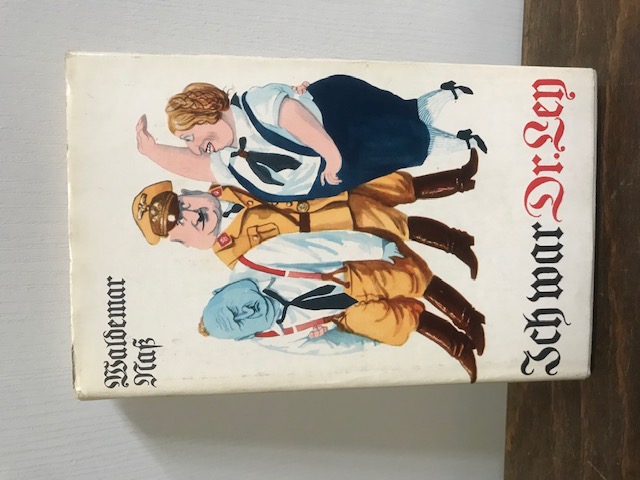 Waldemar
Naß
Ich war Dr. Ley